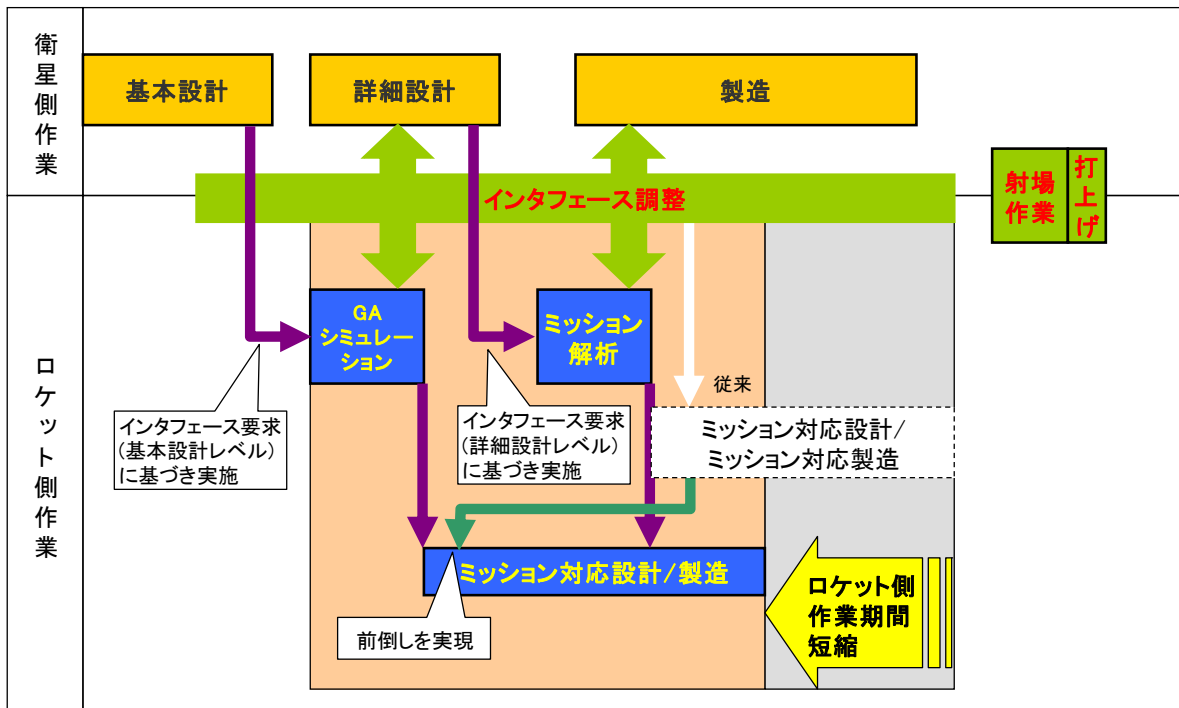 衛星側作業
基本設計
詳細設計
製造
射場
作業
打上げ
インタフェース調整
ロケット側作業
GA
シミュレー
ション
ミッション
解析
従来
インタフェース要求
(基本設計レベル)
に基づき実施
インタフェース要求
(詳細設計レベル)
に基づき実施
ミッション対応設計/
ミッション対応製造
ミッション対応設計/製造
前倒しを実現
ロケット側
作業期間
短縮